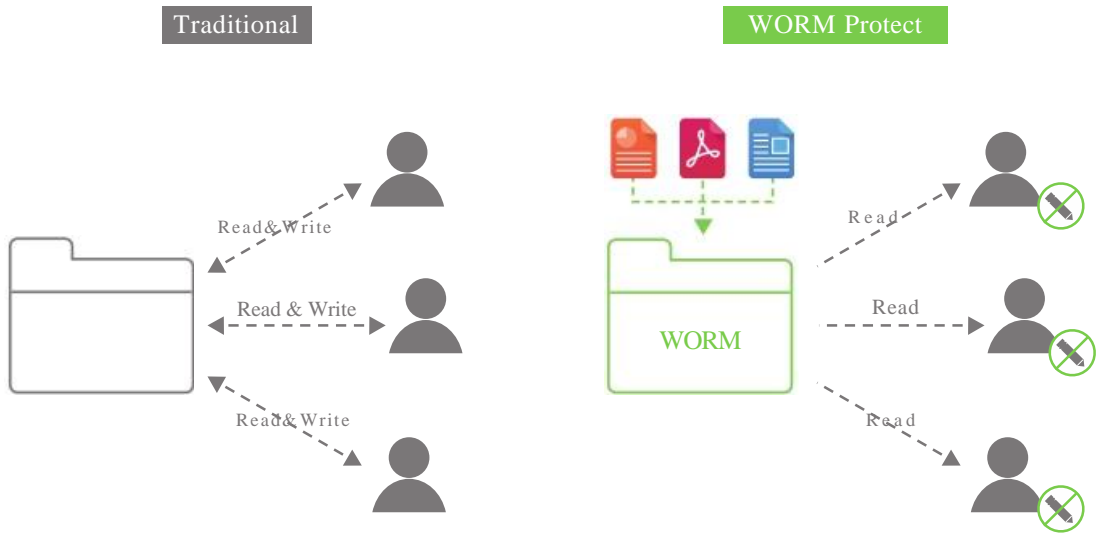 Traditional
WORM Protect
Read&Write
Read
Read & Write
Read
WORM
Read&Write
Read